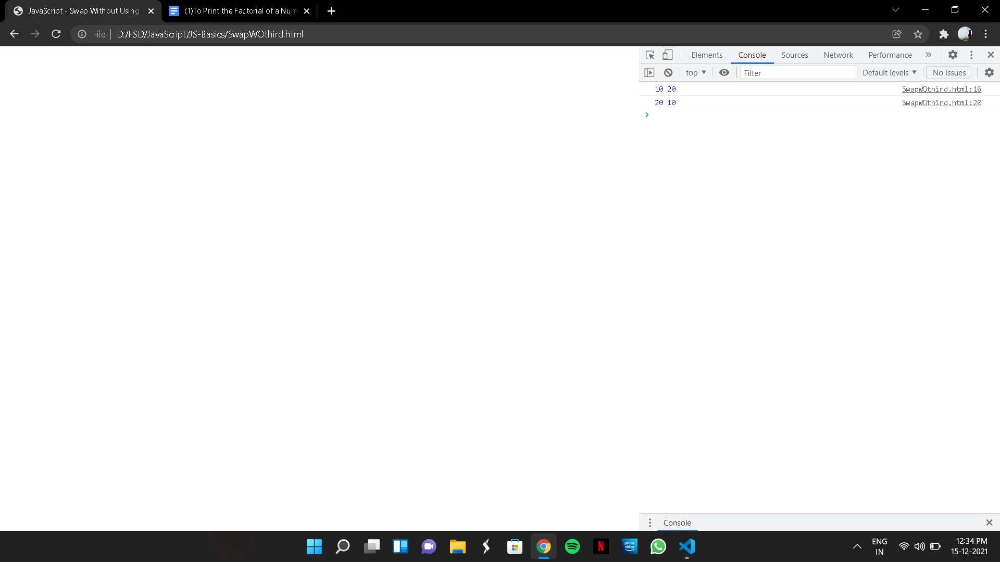 JavaScript - Swap Without Using
(1)To Print the Factorial of a Num
File
D:/FSD/JavaScript/JS-Basics/SwapWOthird.html
Elements Console Sources Network Performance
top Filter Default levels No Issues
10 20 SwapWOthird.html:16
20 10 SwapWOthird.html:20
Console
prime video
ENG
IN
12:34 PM
15-12-2021